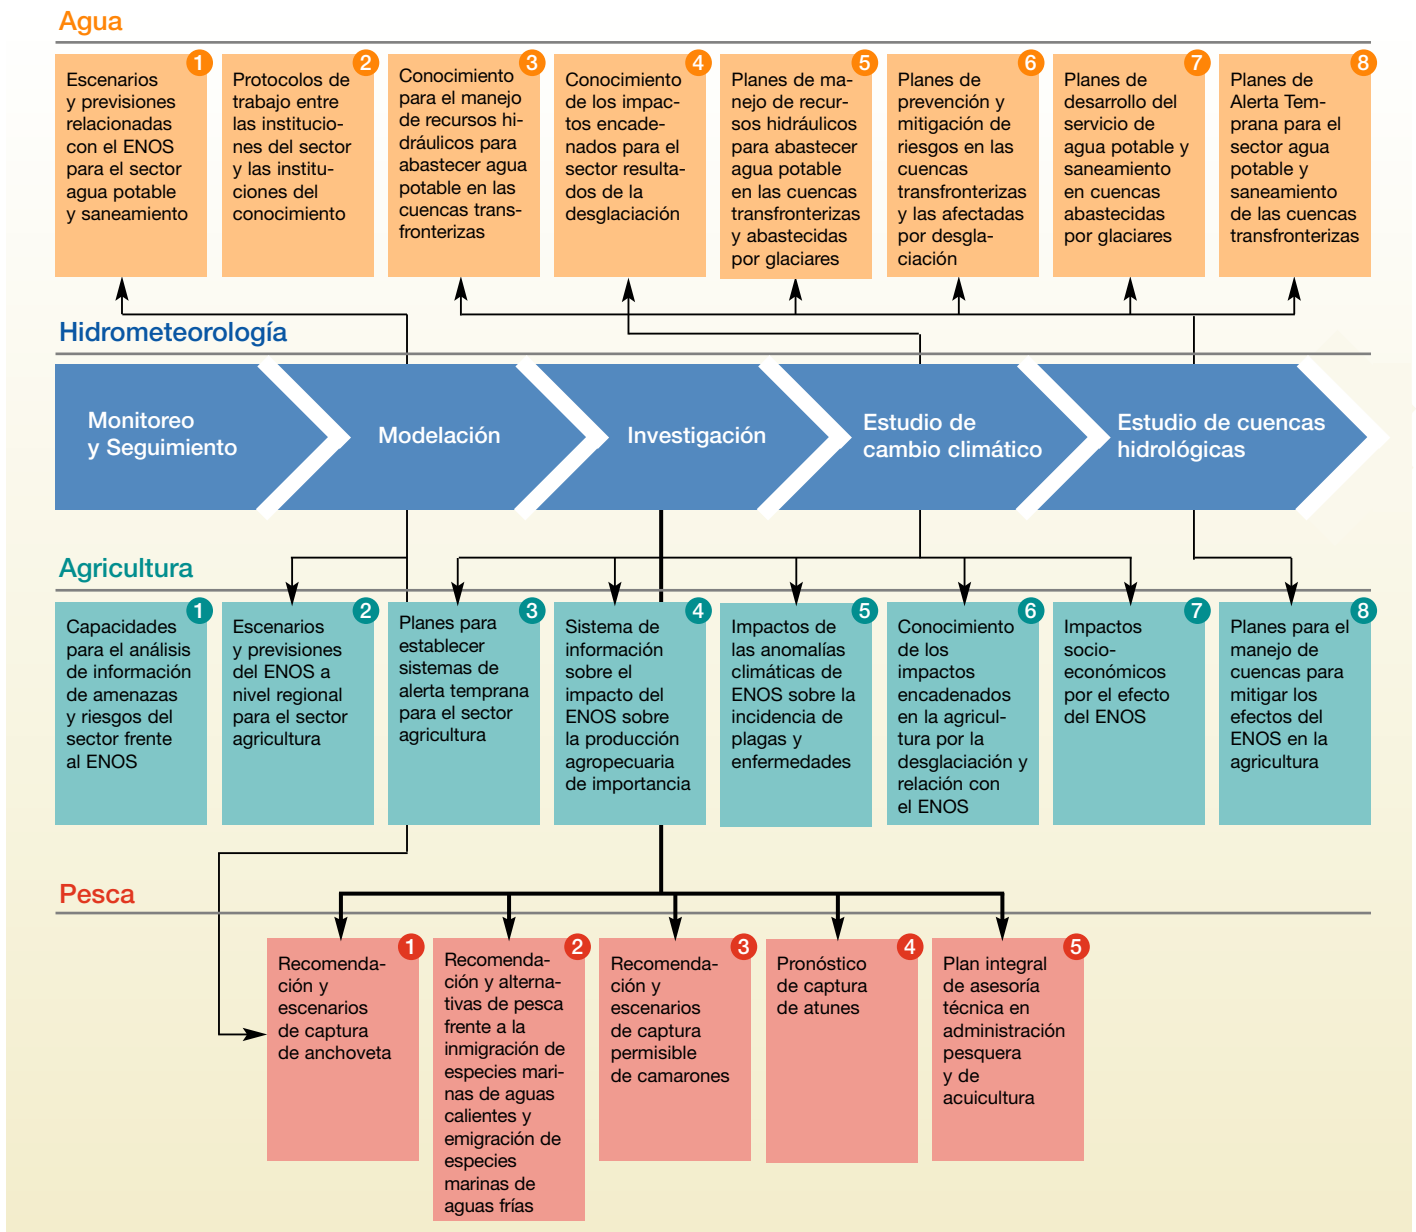 Agua
1
Escenarios
y previsiones
relacionadas
con el ENOS
para el sector
agua potable
y saneamiento
2
Protocolos de
trabajo entre
las institucio-
nes del sector
y las institu-
ciones del
conocimiento
3
Conocimiento
para el manejo
de recursos hi-
dráulicos para
abastecer agua
potable en las
cuencas trans-
fronterizas
4
Conocimiento
de los impac-
tos encade-
nados para el
sector resulta-
dos de la
desglaciación
5
Planes de ma-
nejo de recur-
sos hidráulicos
para abastecer
agua potable
en las cuencas
transfronterizas
y abastecidas
por glaciares
6
Planes de
prevención y
mitigación de
riesgos en las
cuencas
transfronterizas
y las afectadas
por desgla-
ciación
7
Planes de
desarrollo del
servicio de
agua potable y
saneamiento
en cuencas
abastecidas
por glaciares
8
Planes de
Alerta Tem-
prana para el
sector agua
potable y
saneamiento
de las cuencas
transfronterizas
Hidrometeorología
Monitoreo
y Seguimiento
Modelación
Investigación
Estudio de
cambio climático
Estudio de cuencas
hidrológicas
Agricultura
1
Capacidades
para el análisis
de información
de amenazas
y riesgos del
sector frente
al ENOS
2
Escenarios
y previsiones
del ENOS a
nivel regional
para el sector
agricultura
3
Planes para
establecer
sistemas de
alerta temprana
para el sector
agricultura
4
Sistema de
información
sobre el
impacto del
ENOS sobre
la producción
agropecuaria
de importancia
5
Impactos de
las anomalías
climáticas de
ENOS sobre la
incidencia de
plagas y
enfermedades
6
Conocimiento
de los
impactos
encadenados
en la agricul-
tura por la
desglaciación y
relación con
el ENOS
7
Impactos
socio-
económicos
por el efecto
del ENOS
8
Planes para el
manejo de
cuencas para
mitigar los
efectos del
ENOS en la
agricultura
Pesca
1
Recomenda-
ción y
escenarios
de captura
de anchoveta
2
Recomenda-
ción y alterna-
tivas de pesca
frente a la
inmigración de
especies mari-
nas de aguas
calientes y
emigración de
especies
marinas de
aguas frías
3
Recomenda-
ción y
escenarios
de captura
permisible
de camarones
4
Pronóstico
de captura
de atunes
5
Plan integral
de asesoría
técnica en
administración
pesquera
y de
acuicultura